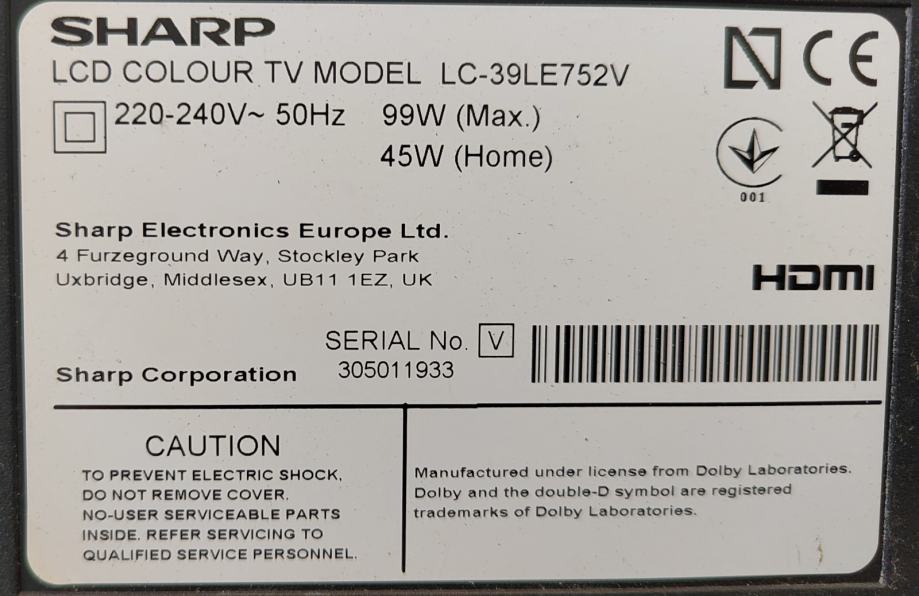 SHARP
LCD COLOUR TV MODEL LC-39LE752V
220-240V~ 50Hz 99W (Max.)
45W (Home)
CE
001
Sharp Electronics Europe Ltd.
4 Furzeground Way, Stockley Park
Uxbridge, Middlesex, UB11 1EZ, UK
HDMI
SERIAL No. V
305011933
Sharp Corporation
CAUTION
TO PREVENT ELECTRIC SHOCK,
DO NOT REMOVE COVER.
NO-USER SERVICEABLE PARTS
INSIDE. REFER SERVICING TO
QUALIFIED SERVICE PERSONNEL.
Manufactured under license from Dolby Laboratories.
Dolby and the double-D symbol are registered
trademarks of Dolby Laboratories.